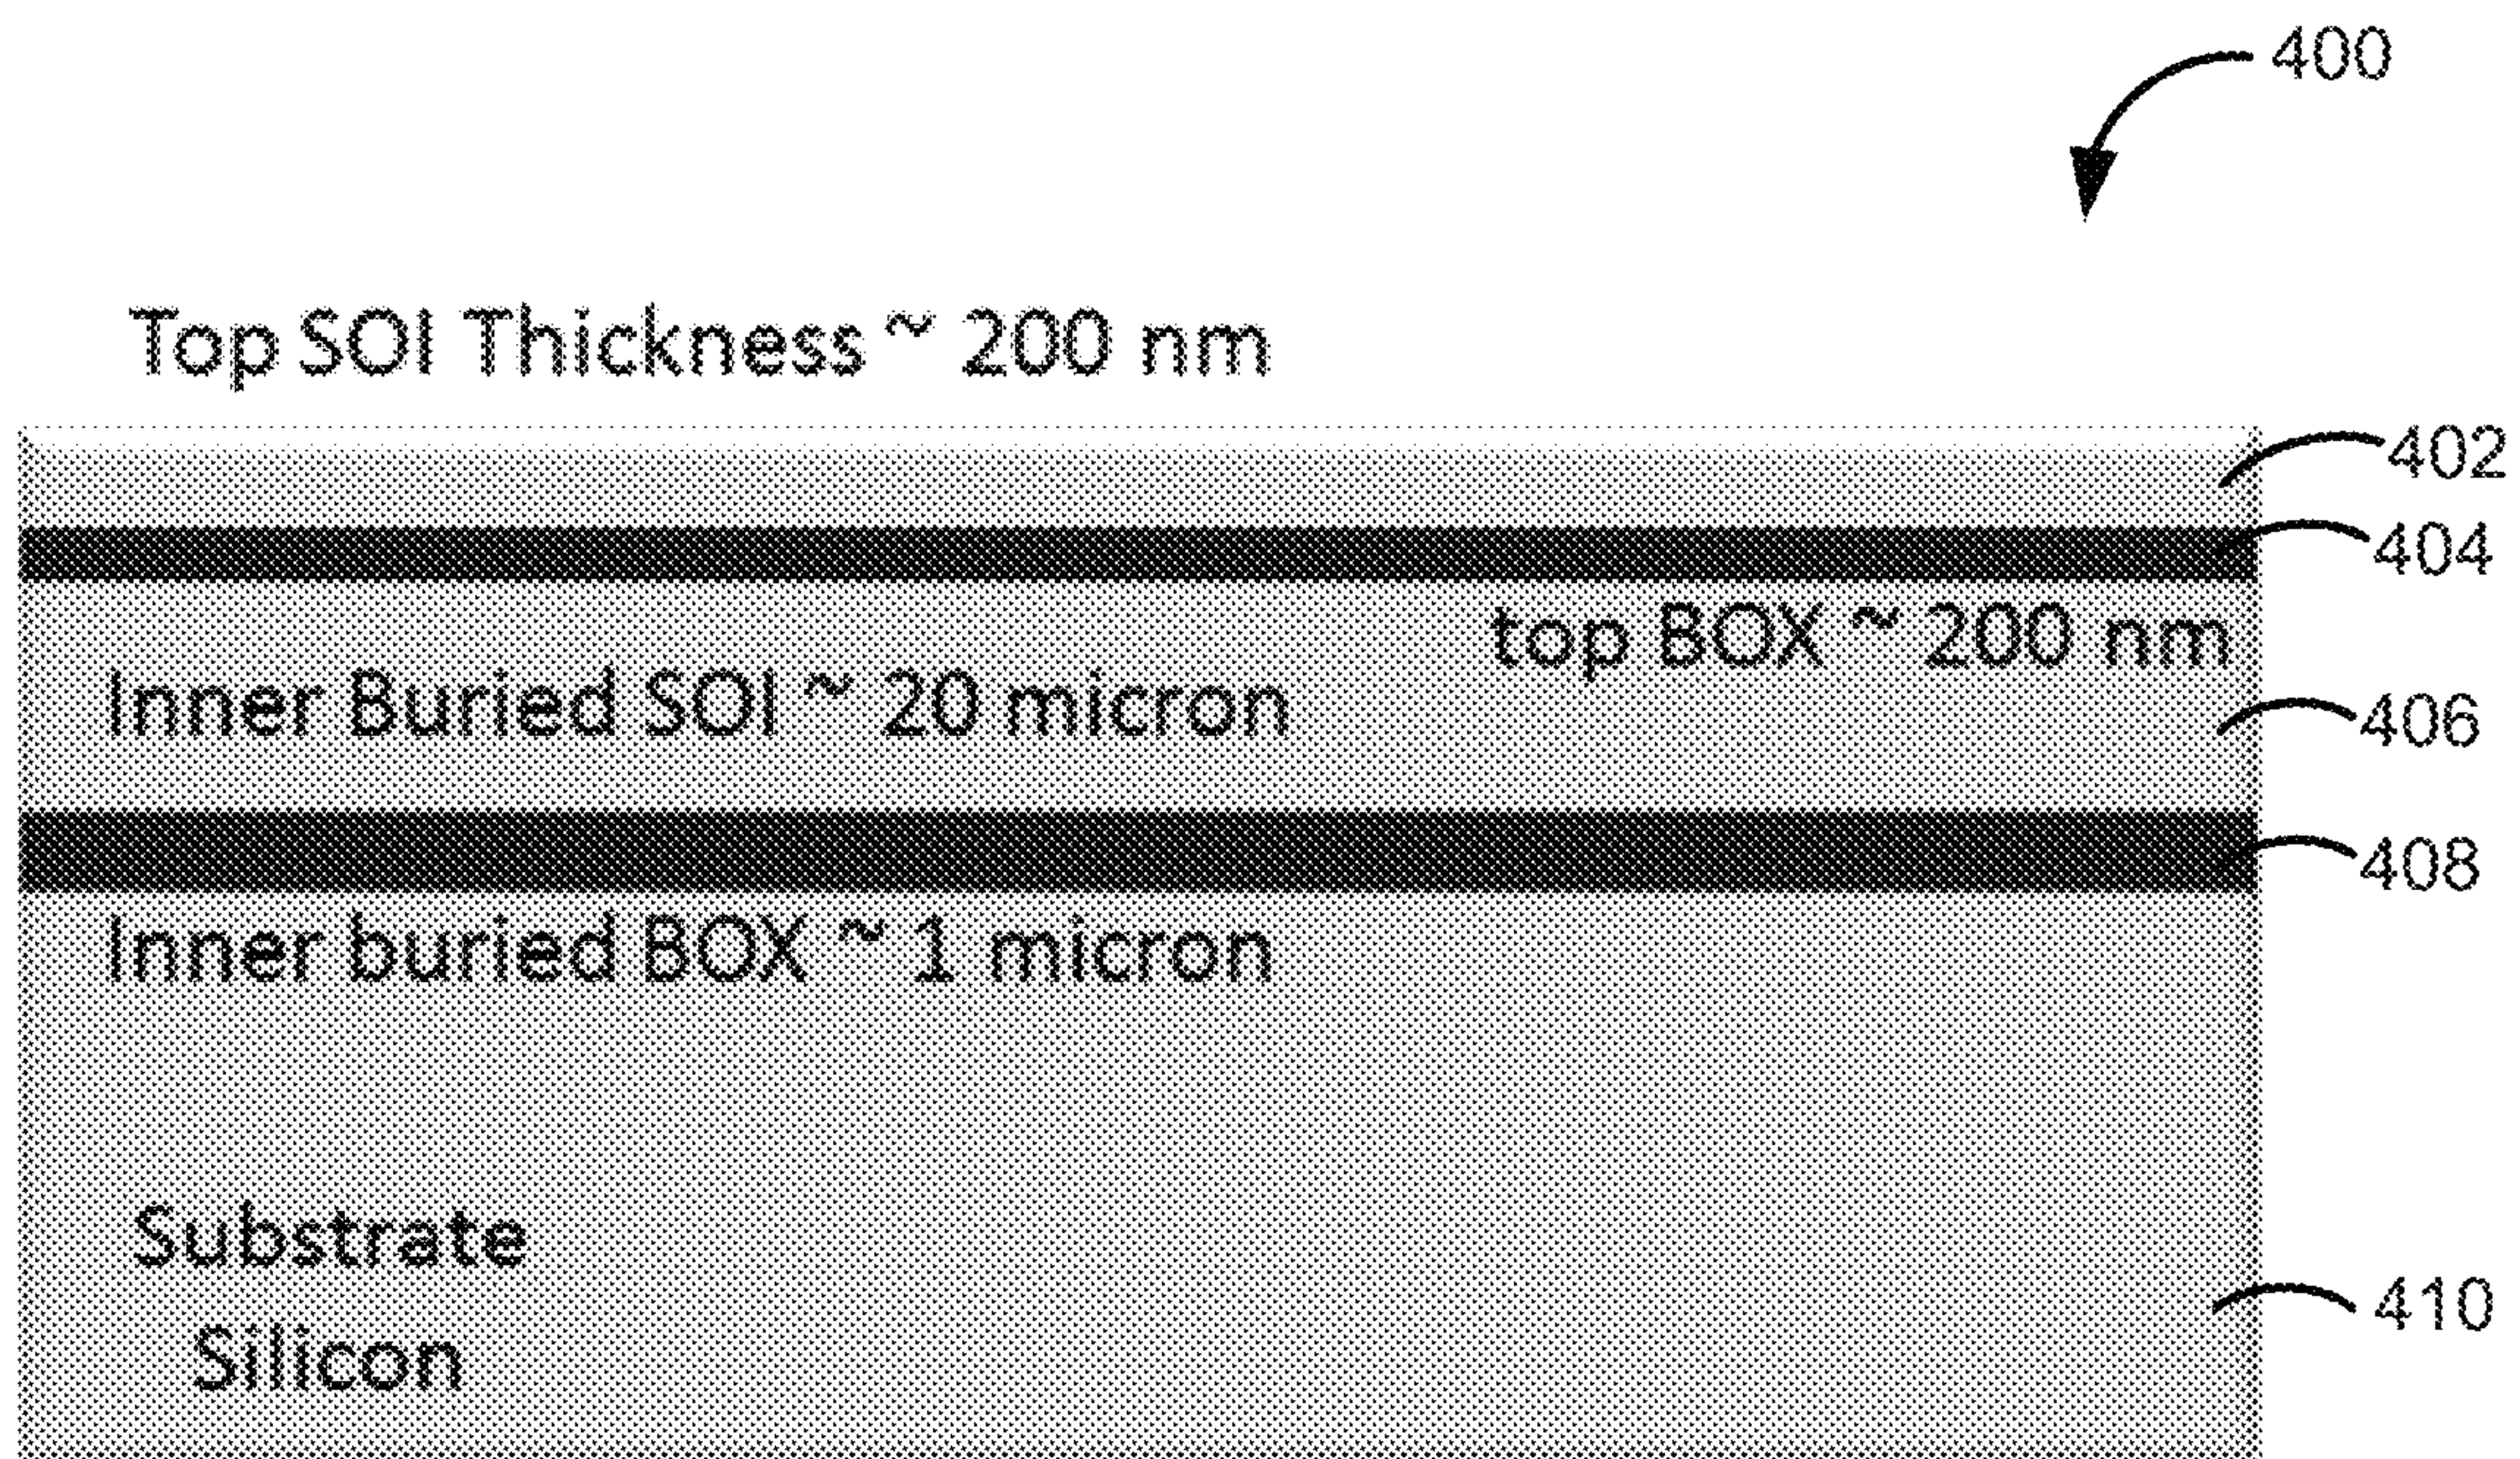 400
Top SOI Thickness ~ 200 nm
402
404
top BOX ~ 200 nm
Inner Buried SOI ~ 20 micron
406
408
Inner buried BOX ~ 1 micron
Substrate
410
Silicon